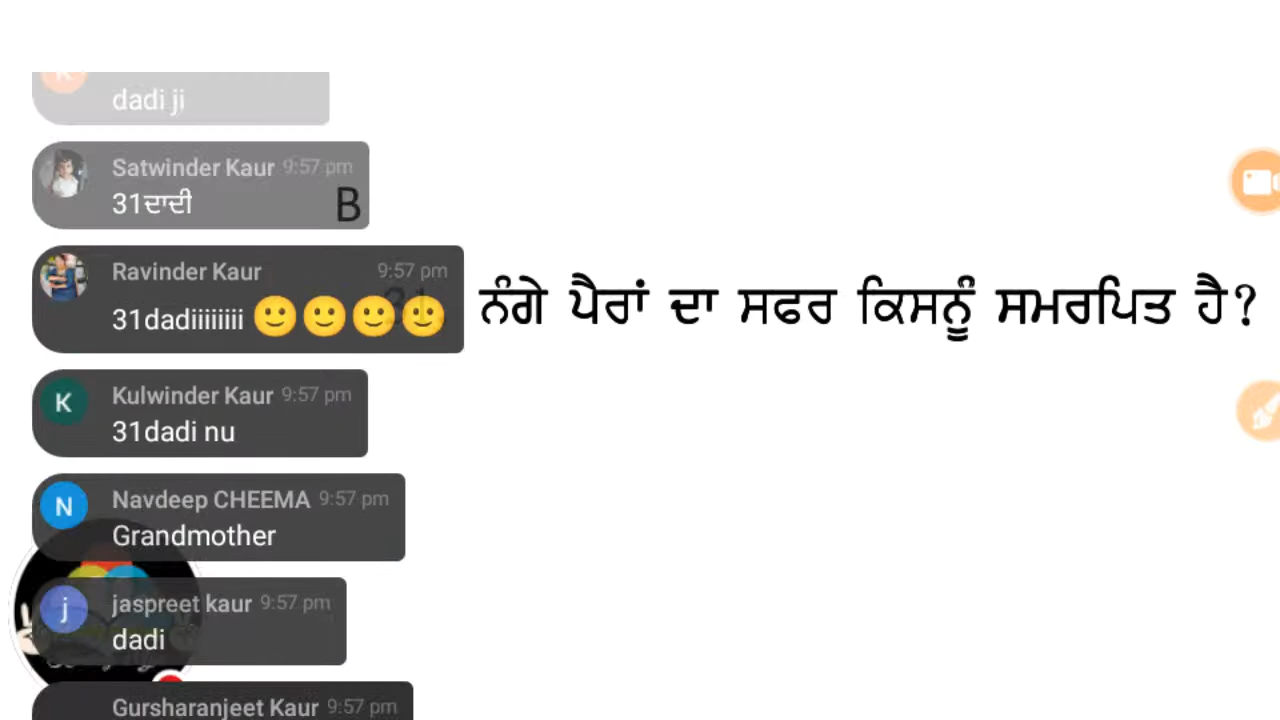 dadi ji
Satwinder Kaur 9:57 pm
31ਦਾਦੀ
B
Ravinder Kaur 9:57 pm
31dadiiiiiiii 🙂🙂🙂🙂
31 ਨੰਗੇ ਪੈਰਾਂ ਦਾ ਸਫਰ ਕਿਸਨੂੰ ਸਮਰਪਿਤ ਹੈ?
K
Kulwinder Kaur 9:57 pm
31dadi nu
N
Navdeep CHEEMA 9:57 pm
Grandmother
j
jaspreet kaur 9:57 pm
dadi
Gursharanjeet Kaur 9:57 pm